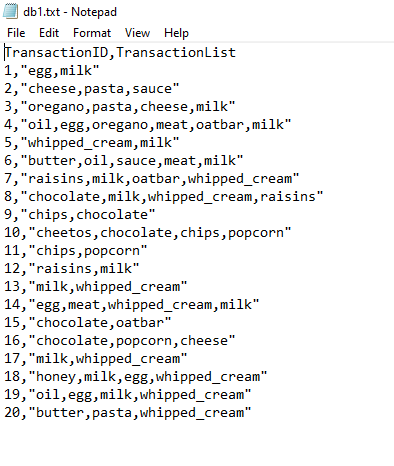 db1.txt - Notepad
File Edit Format View Help
TransactionID,TransactionList
1,"egg,milk"
2,"cheese,pasta,sauce"
3,"oregano,pasta,cheese,milk"
4,"oil,egg,oregano,meat,oatbar,milk"
5,"whipped_cream,milk"
6,"butter,oil,sauce,meat,milk"
7,"raisins,milk,oatbar,whipped_cream"
8,"chocolate,milk,whipped_cream,raisins"
9,"chips,chocolate"
10,"cheetos,chocolate,chips,popcorn"
11,"chips,popcorn"
12,"raisins,milk"
13,"milk,whipped_cream"
14,"egg,meat,whipped_cream,milk"
15,"chocolate,oatbar"
16,"chocolate,popcorn,cheese"
17,"milk,whipped_cream"
18,"honey,milk,egg,whipped_cream"
19,"oil,egg,milk,whipped_cream"
20,"butter,pasta,whipped_cream"